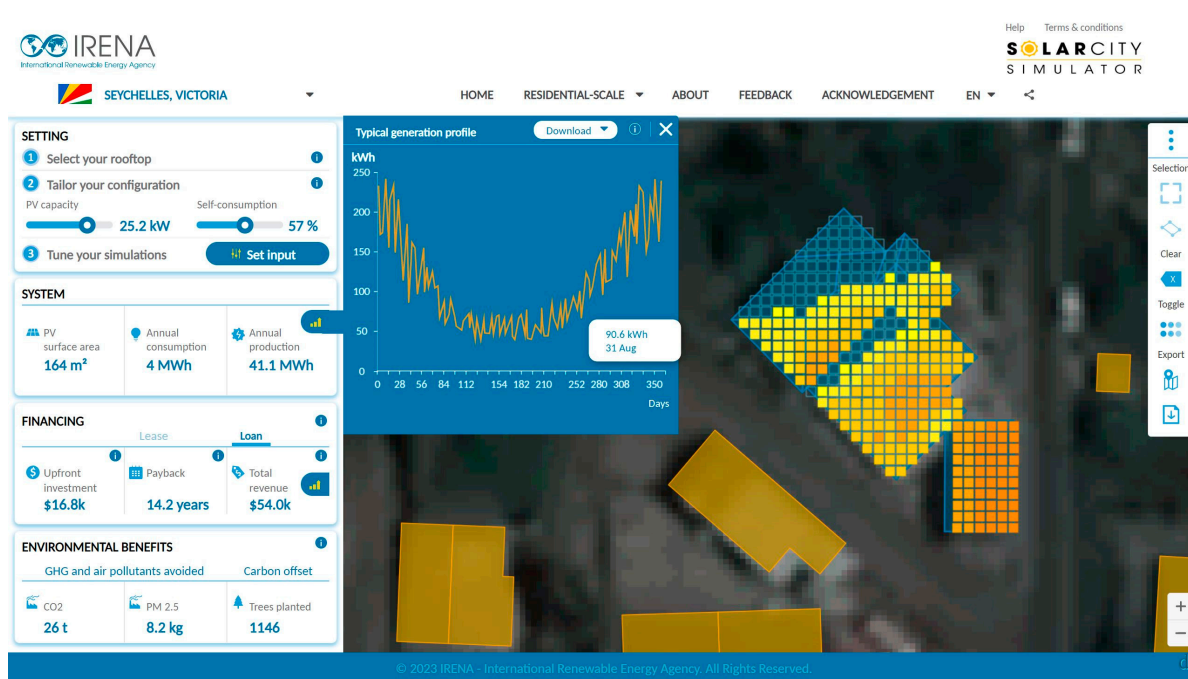 IRENA
International Renewable Energy Agency
Help Terms & conditions
SOLARCITY
SIMULATOR
SEYCHELLES, VICTORIA
HOME RESIDENTIAL-SCALE ABOUT FEEDBACK ACKNOWLEDGEMENT EN
SETTING
1 Select your rooftop
2 Tailor your configuration
PV capacity Self-consumption
25.2 kW 57 %
3 Tune your simulations Set input
SYSTEM
PV surface area
164 m²
Annual consumption
4 MWh
Annual production
41.1 MWh
FINANCING
Lease Loan
Upfront investment
$16.8k
Payback
14.2 years
Total revenue
$54.0k
ENVIRONMENTAL BENEFITS
GHG and air pollutants avoided Carbon offset
CO2
26 t
PM 2.5
8.2 kg
Trees planted
1146
Typical generation profile Download
kWh
250
200
150
100
50
0
0 28 56 84 112 154 182 210 252 280 308 350
Days
90.6 kWh
31 Aug
Selection
Clear
X
Toggle
Export
+
−
© 2023 IRENA - International Renewable Energy Agency. All Rights Reserved.